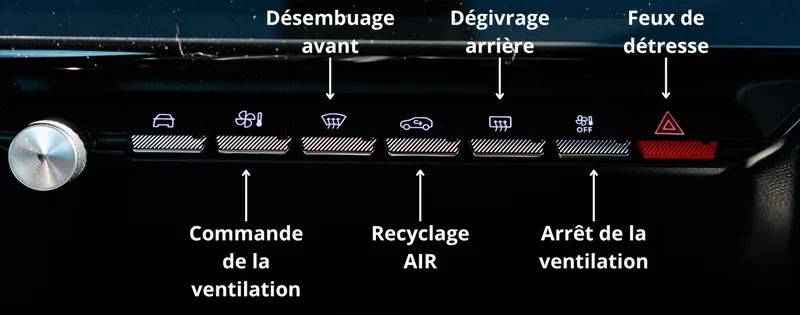 Désembuage
avant
Dégivrage
arrière
Feux de
détresse
OFF
Commande
de la
ventilation
Recyclage
AIR
Arrêt de la
ventilation